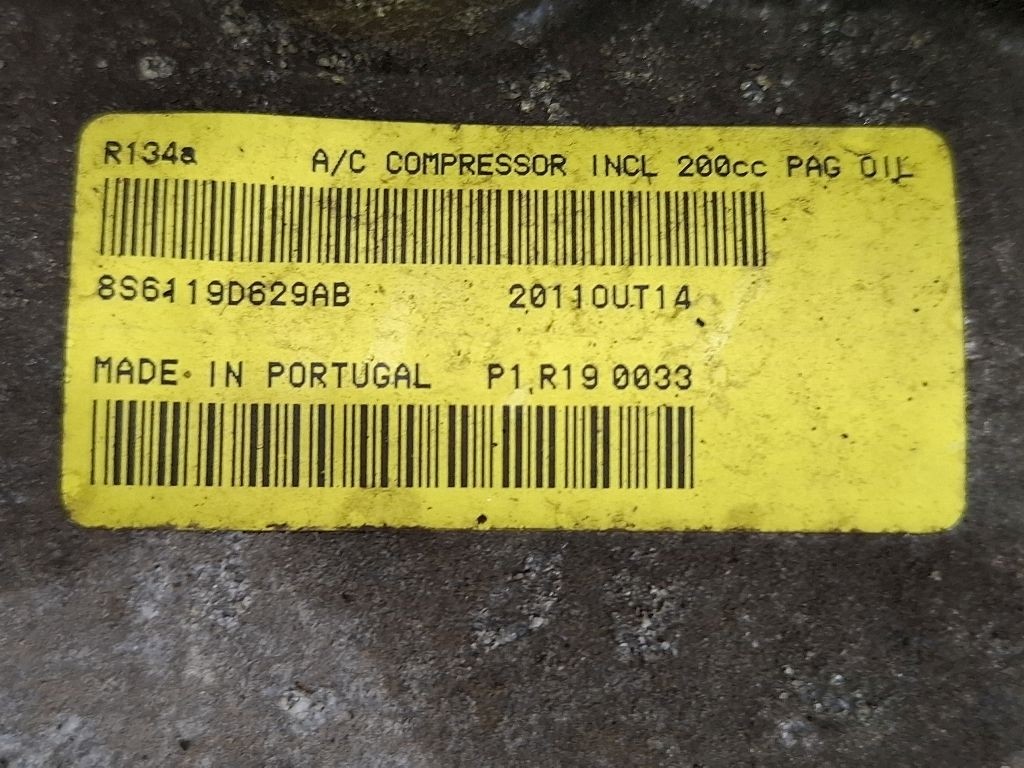 R134a A/C COMPRESSOR INCL 200cc PAG OIL
8S6119D629AB 2011OUT14
MADE IN PORTUGAL P1,R19 0033